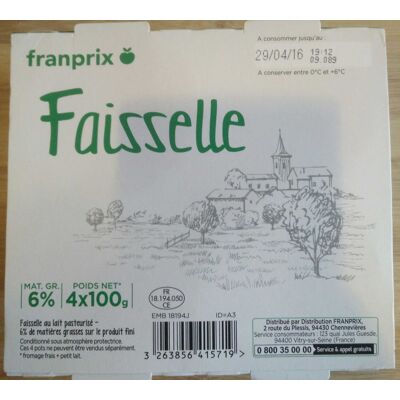 franprix
A consommer jusqu'au :
29/04/16 19:12
09 089
A conserver entre 0°C et +6°C
Faisselle
MAT. GR. POIDS NET*
6% 4x100g
FR
18.194.050
CE
EMB 18194J ID=A3
Faisselle au lait pasteurisé -
6% de matières grasses sur le produit fini
Conditionné sous atmosphère protectrice.
Ces 4 pots ne peuvent être vendus séparément.
* fromage frais + petit lait.
3 263856 415719 >
Distribué par Distribution FRANPRIX,
2 route du Plessis, 94430 Chennevières
Service consommateurs : 123 quai Jules Guesde,
94400 Vitry-sur-Seine (France)
0 800 35 00 00 Service & appel gratuits